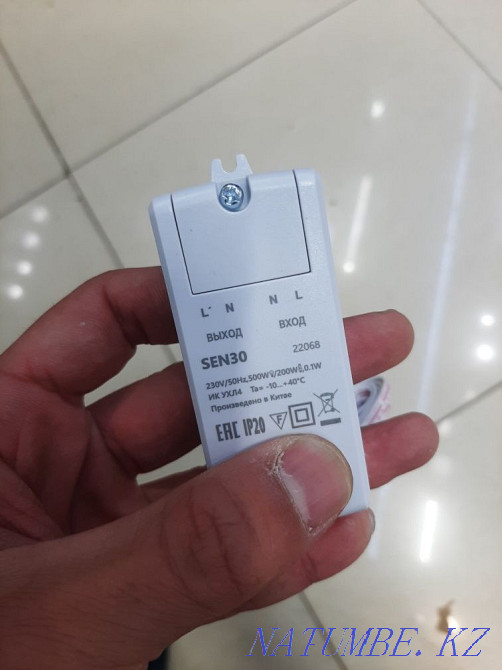 L' N N L
ВЫХОД ВХОД
SEN30 22068
230V/50Hz,500W /200W ,0.1W
ИК УХЛ4 Ta= -10...+40°C
Произведено в Китае
EAC IP20 F
NATUMBE. KZ